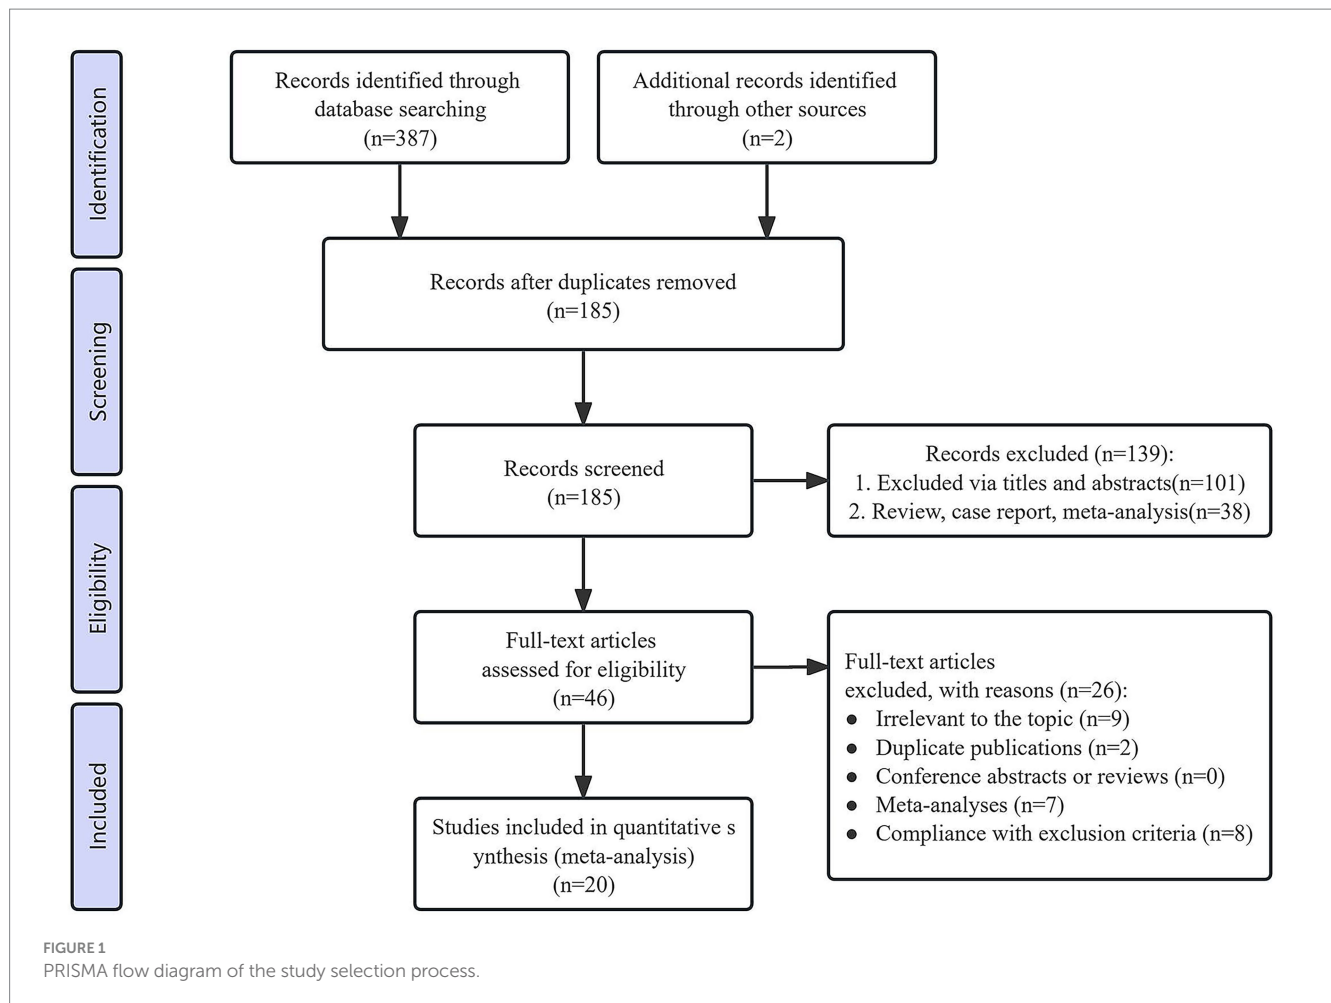 Identification
Records identified through
database searching
(n=387)
Additional records identified
through other sources
(n=2)
Records after duplicates removed
(n=185)
Screening
Records screened
(n=185)
Records excluded (n=139):
1. Excluded via titles and abstracts(n=101)
2. Review, case report, meta-analysis(n=38)
Eligibility
Full-text articles
assessed for eligibility
(n=46)
Full-text articles
excluded, with reasons (n=26):
● Irrelevant to the topic (n=9)
● Duplicate publications (n=2)
● Conference abstracts or reviews (n=0)
● Meta-analyses (n=7)
● Compliance with exclusion criteria (n=8)
Included
Studies included in quantitative s
ynthesis (meta-analysis)
(n=20)
FIGURE 1
PRISMA flow diagram of the study selection process.